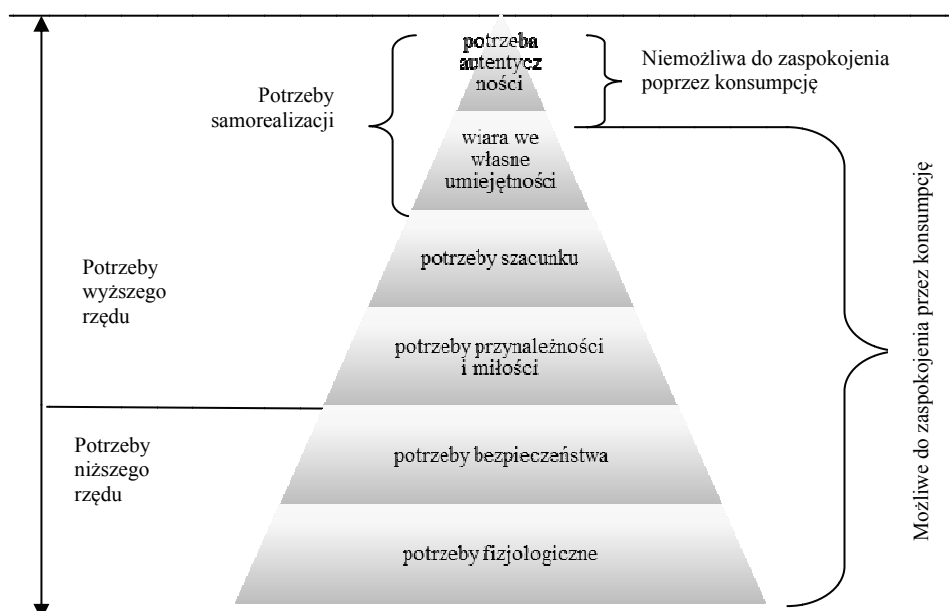 potrzeba
autentycz
ności
Niemożliwa do zaspokojenia
poprzez konsumpcję
Potrzeby
samorealizacji
wiara we
własne
umiejętności
potrzeby szacunku
Potrzeby
wyższego
rzędu
potrzeby przynależności
i miłości
Potrzeby
niższego
rzędu
potrzeby bezpieczeństwa
potrzeby fizjologiczne
Możliwe do zaspokojenia przez konsumpcję